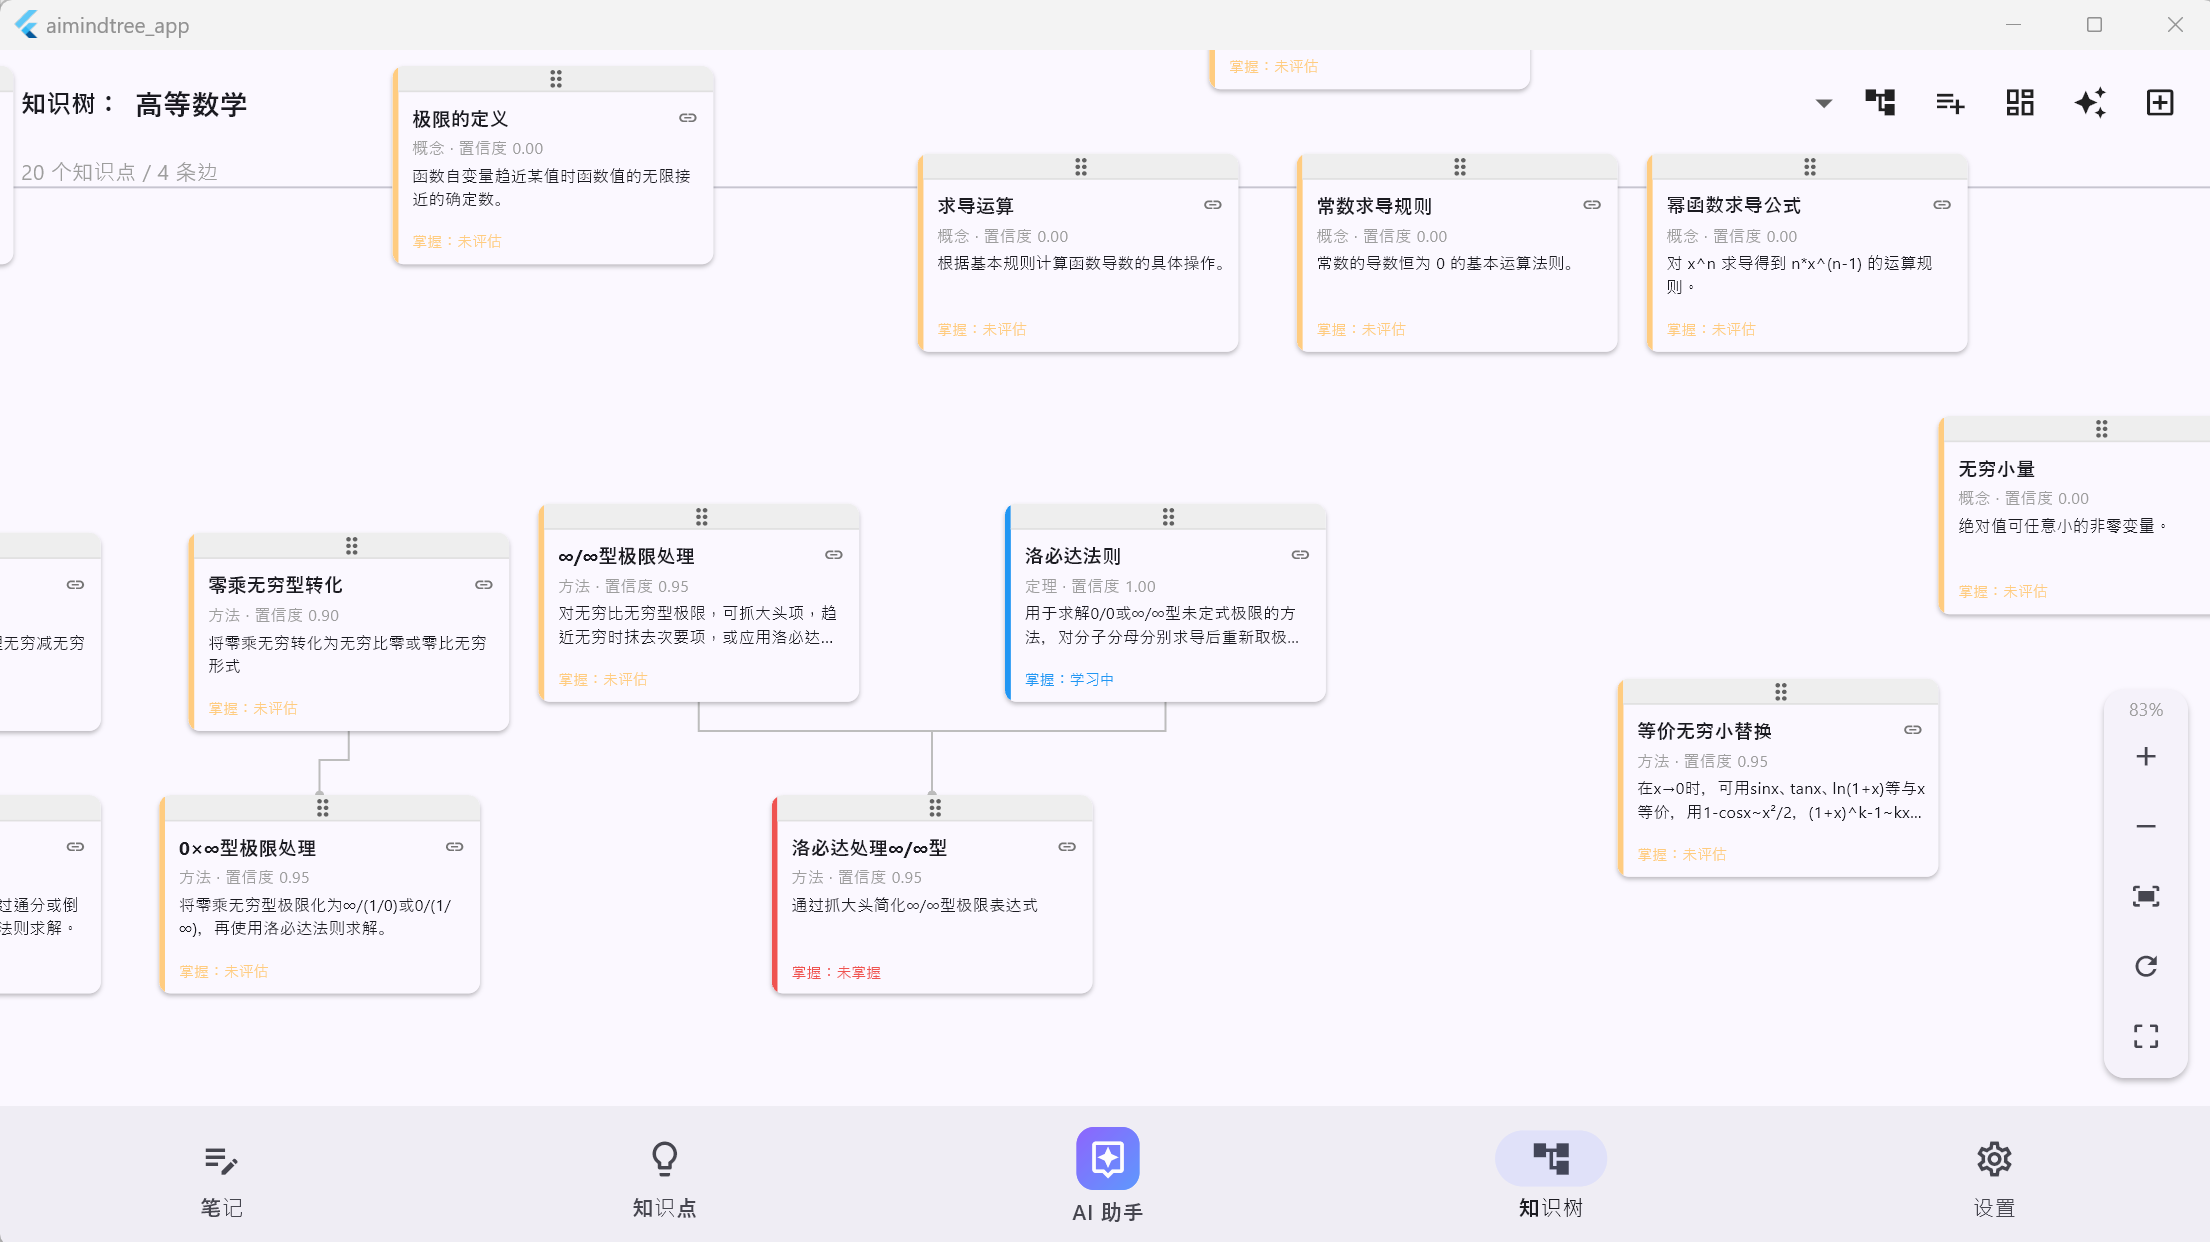 aimindtree_app
掌握：未评估
知识树： 高等数学
20 个知识点 / 4 条边
极限的定义
概念 · 置信度 0.00
函数自变量趋近某值时函数值的无限接
近的确定数。
掌握：未评估
求导运算
概念 · 置信度 0.00
根据基本规则计算函数导数的具体操作。
掌握：未评估
常数求导规则
概念 · 置信度 0.00
常数的导数恒为 0 的基本运算法则。
掌握：未评估
幂函数求导公式
概念 · 置信度 0.00
对 x^n 求导得到 n*x^(n-1) 的运算规
则。
掌握：未评估
无穷小量
概念 · 置信度 0.00
绝对值可任意小的非零变量。
掌握：未评估
无穷减无穷
零乘无穷型转化
方法 · 置信度 0.90
将零乘无穷转化为无穷比零或零比无穷
形式
掌握：未评估
∞/∞型极限处理
方法 · 置信度 0.95
对无穷比无穷型极限，可抓大头项，趋
近无穷时抹去次要项，或应用洛必达...
掌握：未评估
洛必达法则
定理 · 置信度 1.00
用于求解0/0或∞/∞型未定式极限的方
法，对分子分母分别求导后重新取极...
掌握：学习中
等价无穷小替换
方法 · 置信度 0.95
在x→0时，可用sinx、tanx、ln(1+x)等与x
等价，用1-cosx~x²/2，(1+x)^k-1~kx...
掌握：未评估
过通分或倒
法则求解。
0×∞型极限处理
方法 · 置信度 0.95
将零乘无穷型极限化为∞/(1/0)或0/(1/
∞)，再使用洛必达法则求解。
掌握：未评估
洛必达处理∞/∞型
方法 · 置信度 0.95
通过抓大头简化∞/∞型极限表达式
掌握：未掌握
83%
笔记
知识点
AI 助手
知识树
设置